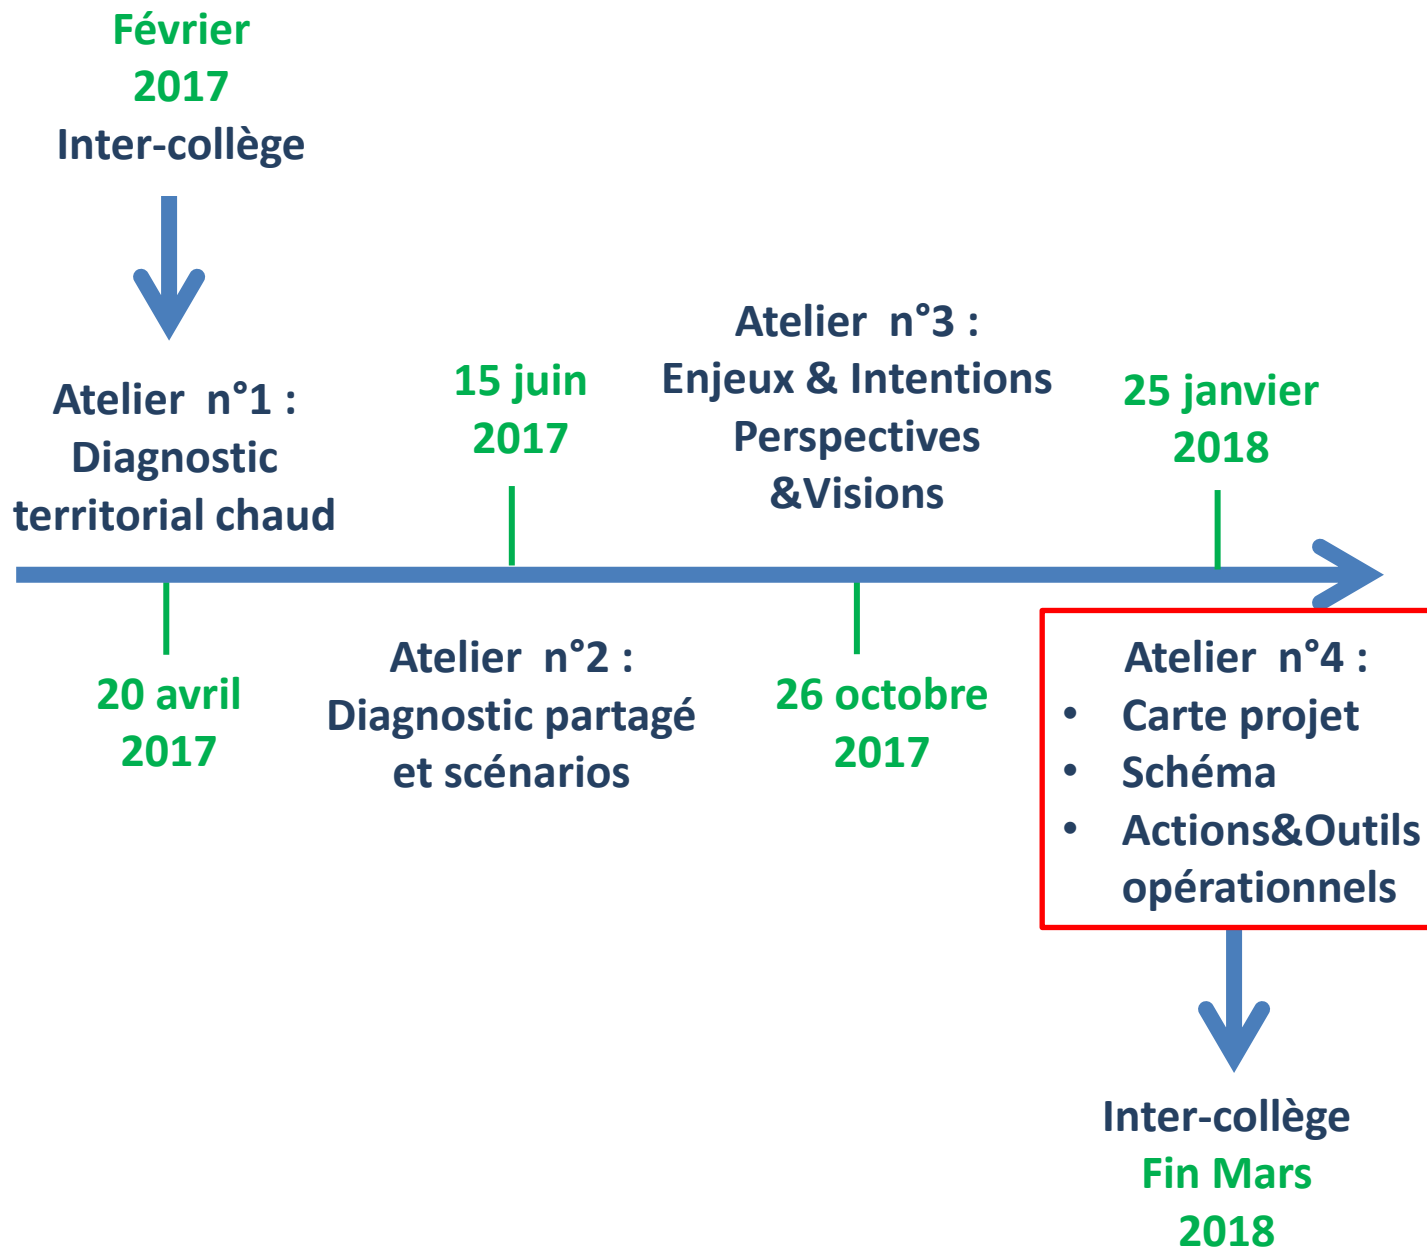 Février
2017
Inter-collège
Atelier n°1 :
Diagnostic
territorial chaud
20 avril
2017
15 juin
2017
Atelier n°2 :
Diagnostic partagé
et scénarios
Atelier n°3 :
Enjeux & Intentions
Perspectives
&Visions
26 octobre
2017
25 janvier
2018
Atelier n°4 :
• Carte projet
• Schéma
• Actions&Outils
opérationnels
Inter-collège
Fin Mars
2018